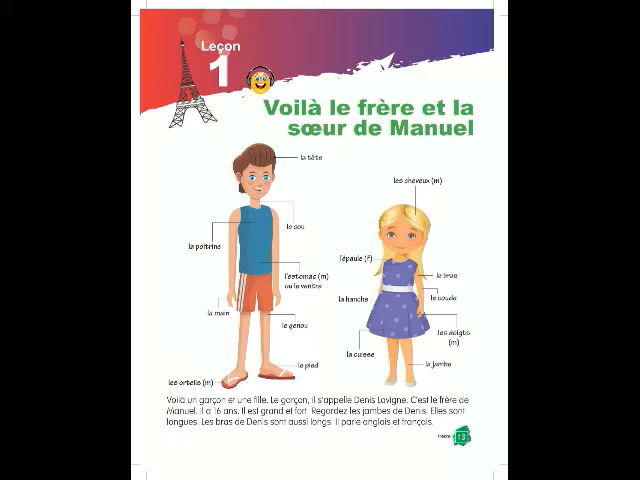 Leçon
1
Voilà le frère et la
sœur de Manuel
la tête
les cheveux (m)
le cou
la poitrine
l'épaule (f)
l'estomac (m)
ou le ventre
le bras
la hanche
le coude
la main
le genou
les doigts
(m)
la cuisse
le pied
la jambe
les orteils (m)
Voilà un garçon et une fille. Le garçon, il s'appelle Denis Lavigne. C'est le frère de
Manuel. Il a 16 ans. Il est grand et fort. Regardez les jambes de Denis. Elles sont
longues. Les bras de Denis sont aussi longs. Il parle anglais et français.
treize 13